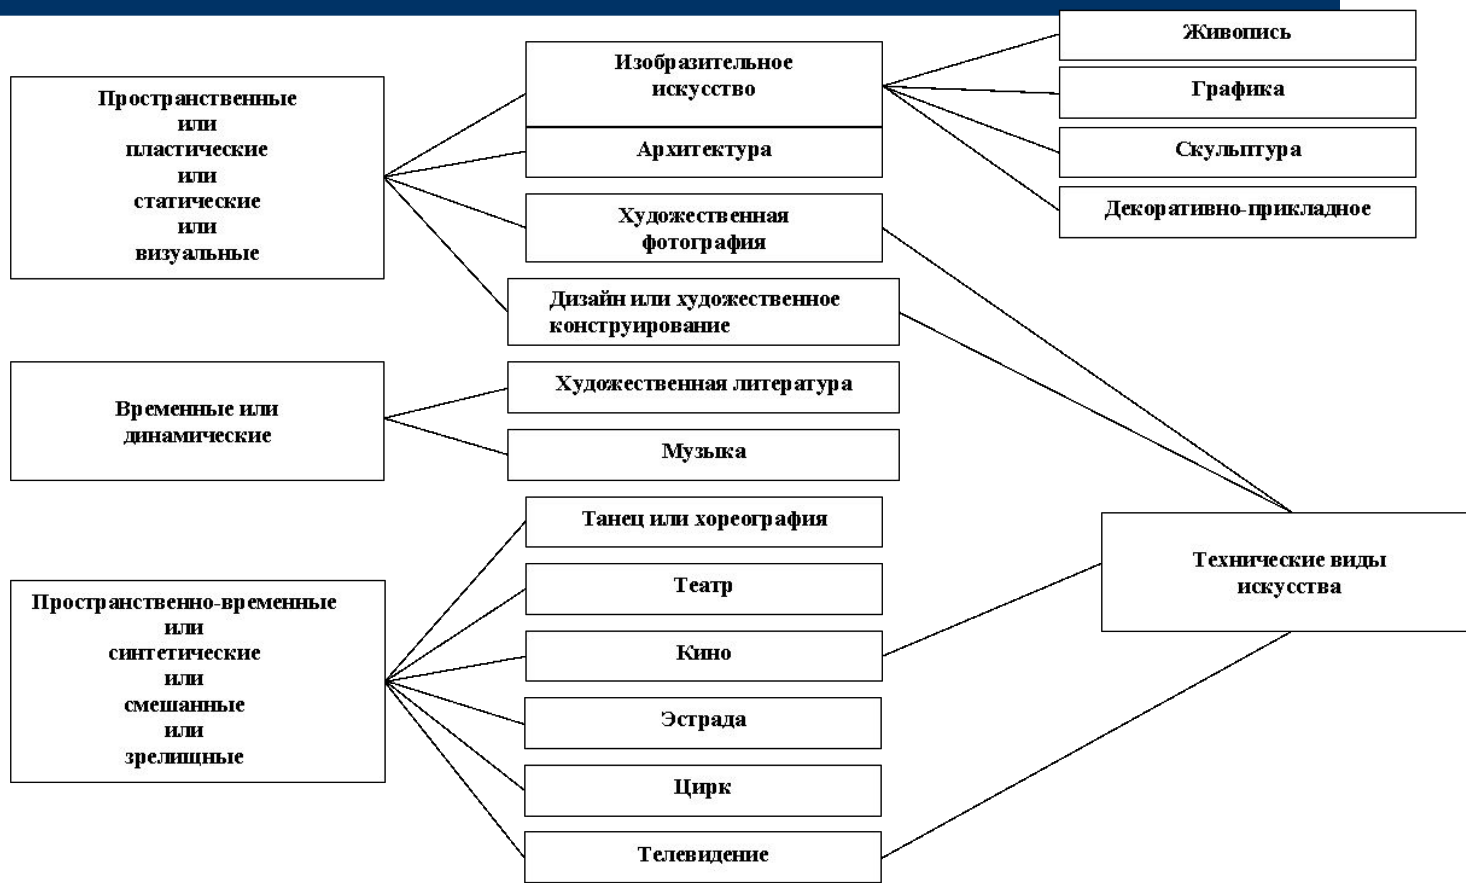 Пространственные
или
пластические
или
статические
или
визуальные
Изобразительное
искусство
Архитектура
Художественная
фотография
Дизайн или художественное
конструирование
Живопись
Графика
Скульптура
Декоративно-прикладное
Временные или
динамические
Художественная литература
Музыка
Пространственно-временные
или
синтетические
или
смешанные
или
зрелищные
Танец или хореография
Театр
Кино
Эстрада
Цирк
Телевидение
Технические виды
искусства